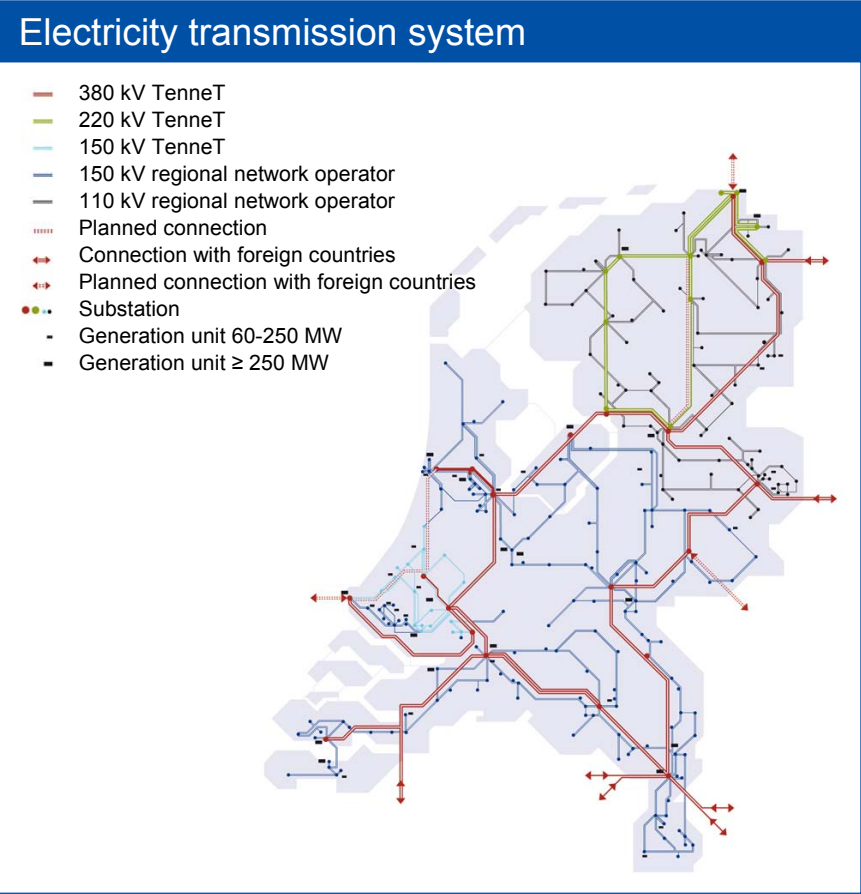 Electricity transmission system
380 kV TenneT
220 kV TenneT
150 kV TenneT
150 kV regional network operator
110 kV regional network operator
Planned connection
Connection with foreign countries
Planned connection with foreign countries
Substation
Generation unit 60-250 MW
Generation unit ≥ 250 MW